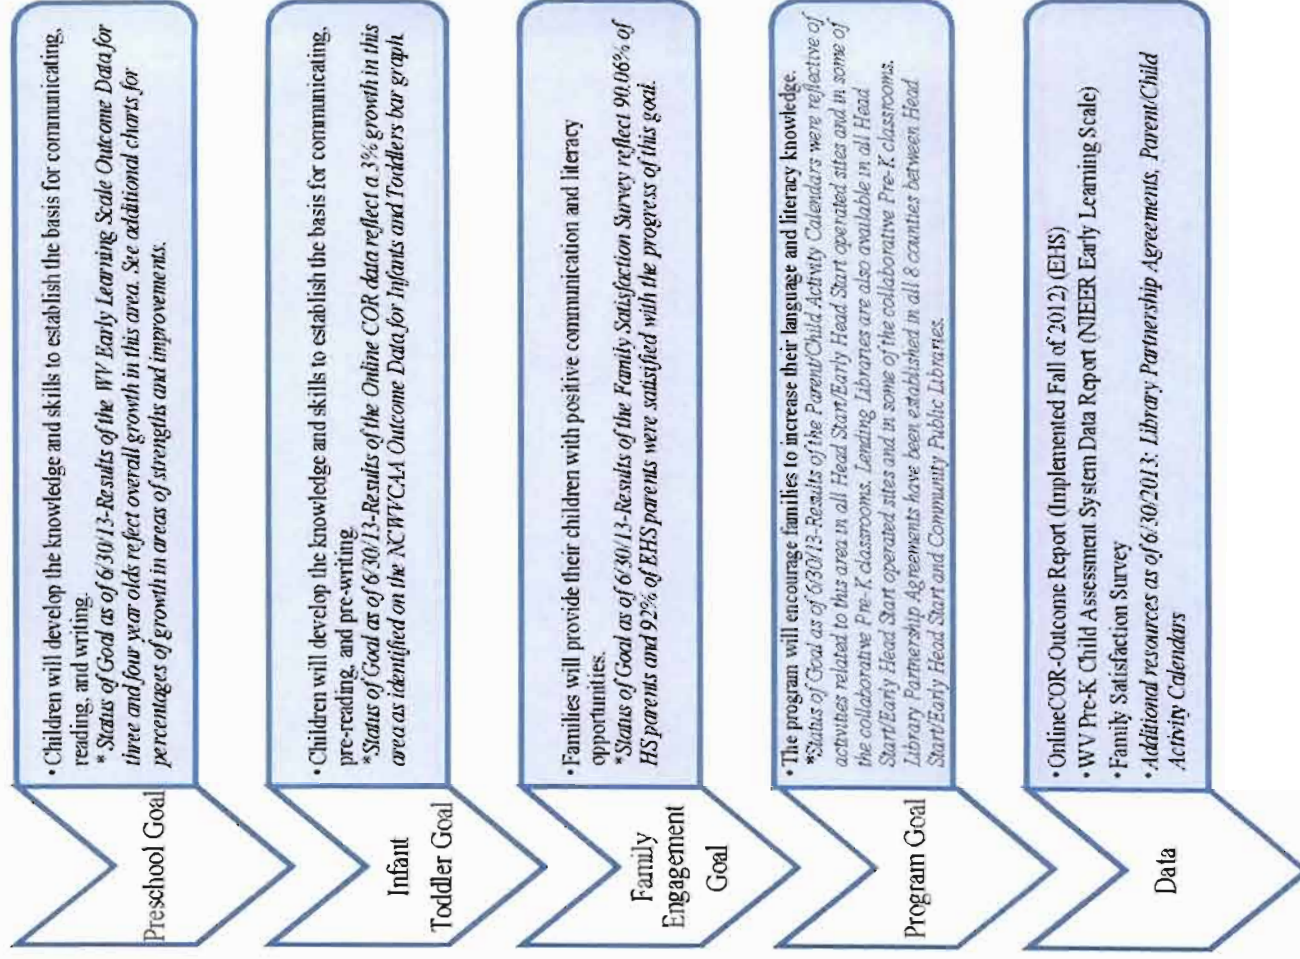 Preschool Goal
• Children will develop the knowledge and skills to establish the basis for communicating,
reading, and writing.
* Status of Goal as of 6/30/13-Results of the WV Early Learning Scale Outcome Data for
three and four year olds reflect overall growth in this area. See additional charts for
percentages of growth in areas of strengths and improvements.
Infant
Toddler Goal
• Children will develop the knowledge and skills to establish the basis for communicating,
pre-reading, and pre-writing.
*Status of Goal as of 6/30/13-Results of the Online COR data reflect a 3% growth in this
area as identified on the NCWVCAA Outcome Data for Infants and Toddlers bar graph.
Family
Engagement
Goal
• Families will provide their children with positive communication and literacy
opportunities.
*Status of Goal as of 6/30/13-Results of the Family Satisfaction Survey reflect 90.06% of
HS parents and 92% of EHS parents were satisified with the progress of this goal.
Program Goal
• The program will encourage families to increase their language and literacy knowledge.
*Status of Goal as of 6/30/13-Results of the Parent/Child Activity Calendars were reflective of
activities related to this area in all Head Start/Early Head Start operated sites and in some of
the collaborative Pre-K classrooms. Lending Libraries are also available in all Head
Start/Early Head Start operated sites and in some of the collaborative Pre-K classrooms.
Library Partnership Agreements have been established in all 8 counties between Head
Start/Early Head Start and Community Public Libraries.
Data
• OnlineCOR-Outcome Report (Implemented Fall of 2012) (EHS)
• WV Pre-K Child Assessment System Data Report (NIEER Early Learning Scale)
• Family Satisfaction Survey
• Additional resources as of 6/30/2013: Library Partnership Agreements, Parent/Child
Activity Calendars